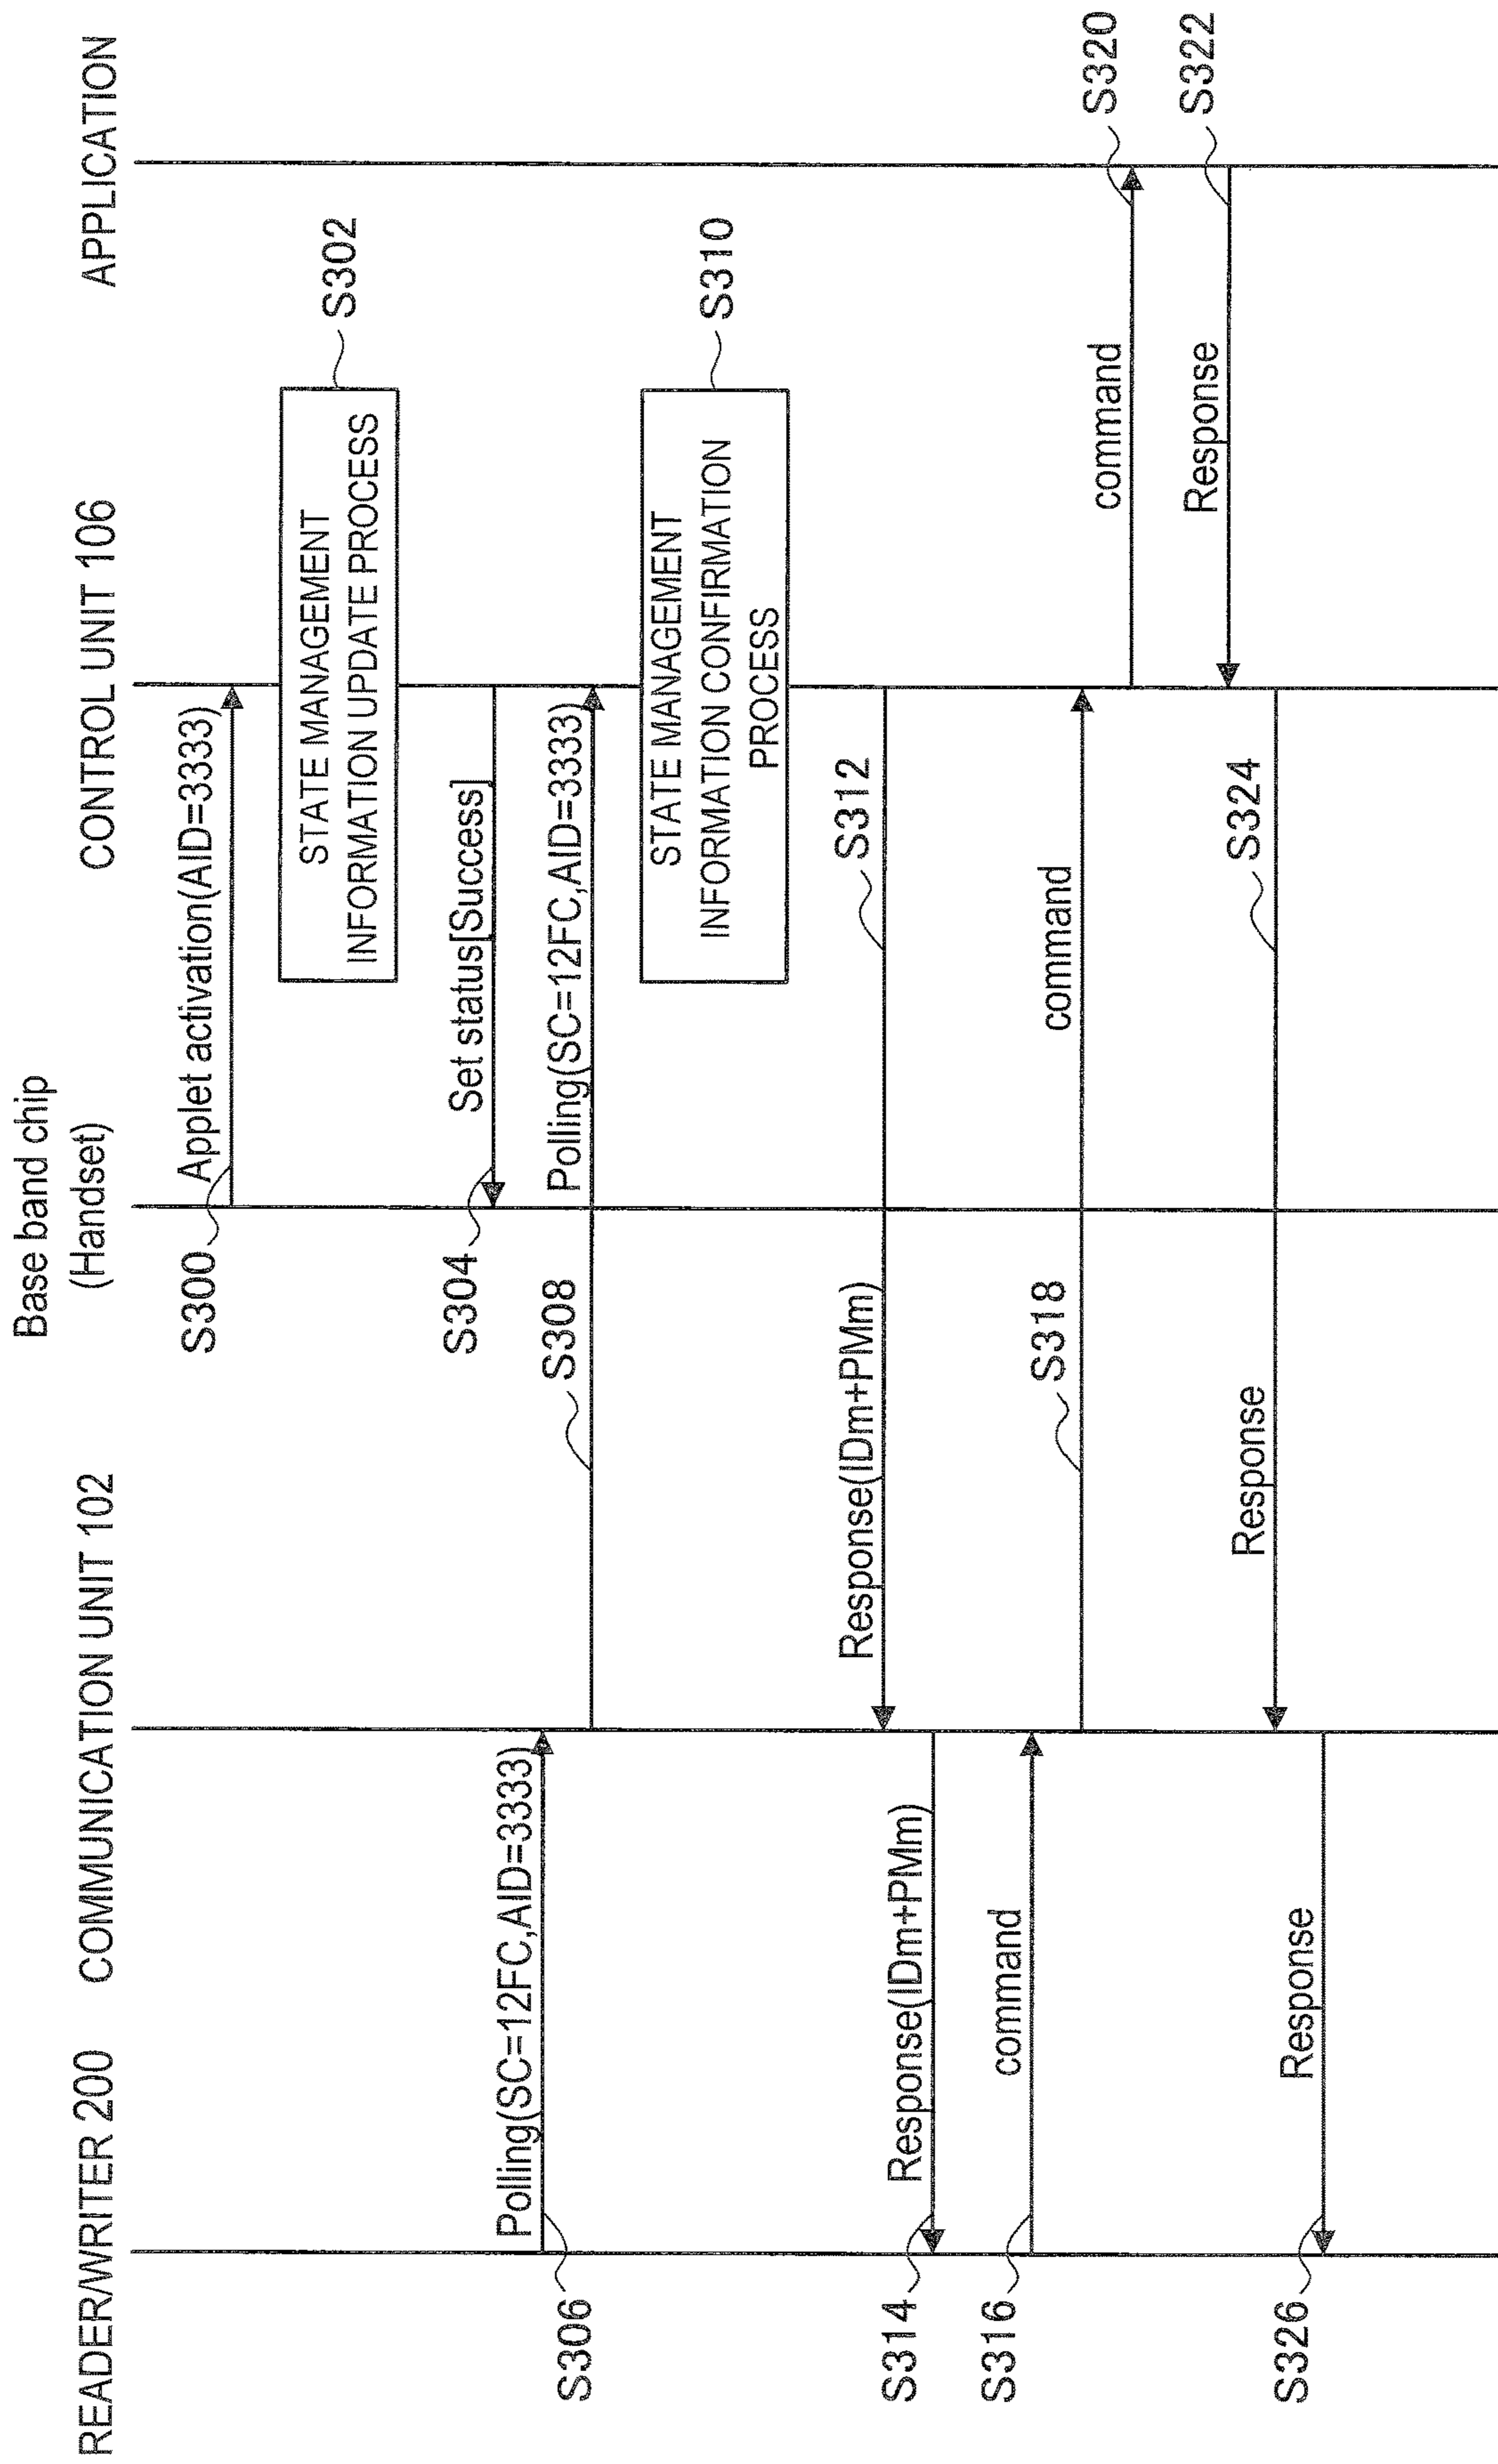 Base band chip
(Handset)
READER/WRITER 200
COMMUNICATION UNIT 102
CONTROL UNIT 106
APPLICATION
S300
Applet activation(AID=3333)
STATE MANAGEMENT
INFORMATION UPDATE PROCESS
S302
S304
Set status[Success]
S306
Polling(SC=12FC,AID=3333)
S308
Polling(SC=12FC,AID=3333)
STATE MANAGEMENT
INFORMATION CONFIRMATION
PROCESS
S310
Response(IDm+PMm)
S312
S314
Response(IDm+PMm)
S316
command
S318
command
command
S320
Response
S322
Response
S324
S326
Response